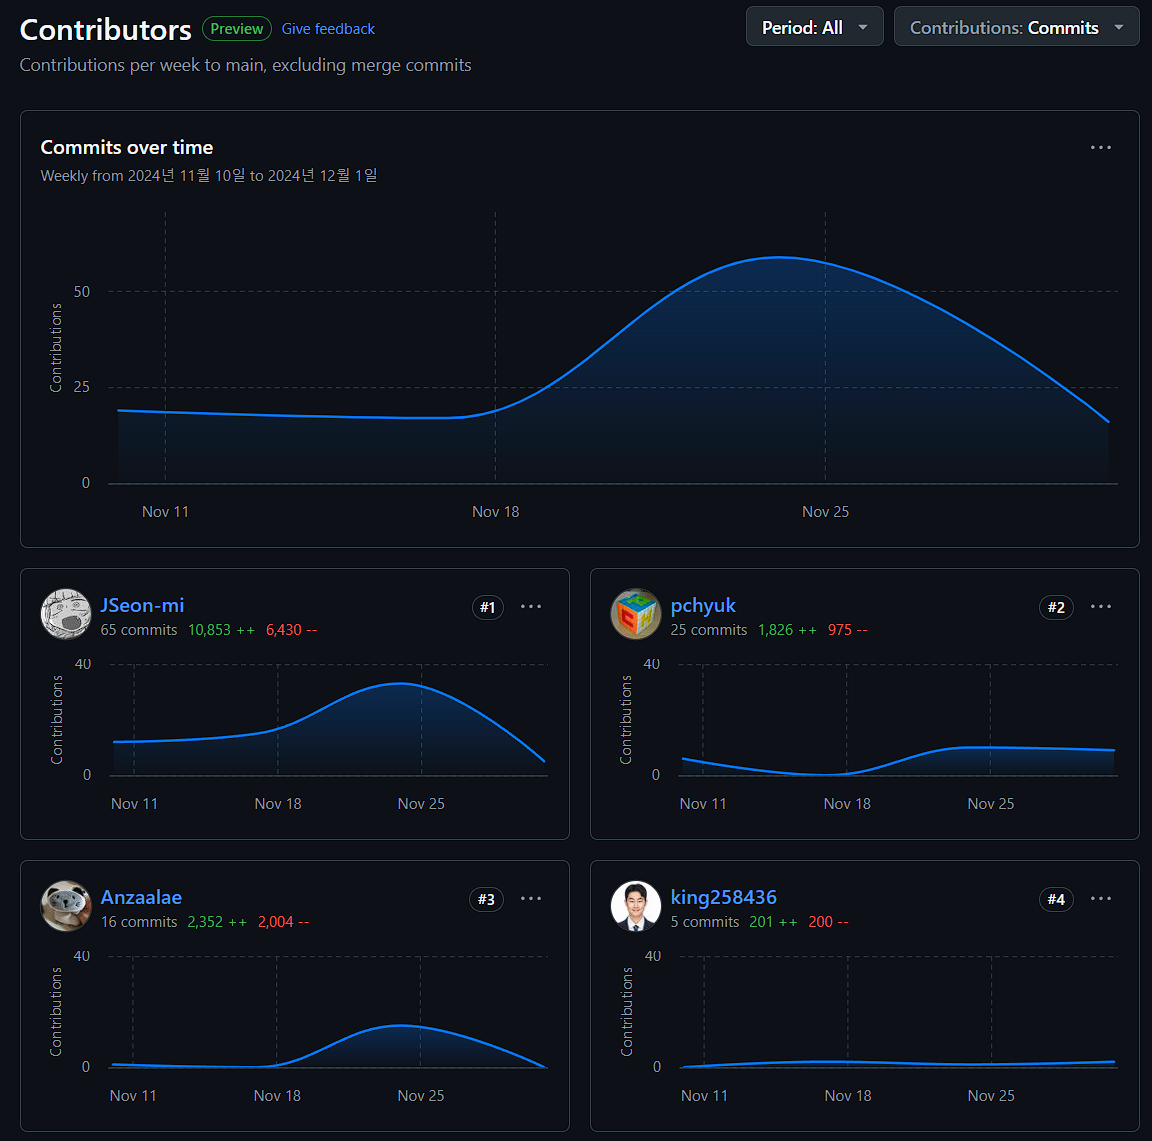 Contributors Preview Give feedback
Period: All
Contributions: Commits
Contributions per week to main, excluding merge commits
Commits over time
Weekly from 2024년 11월 10일 to 2024년 12월 1일
Contributions
50
25
0
Nov 11 Nov 18 Nov 25
JSeon-mi
#1
65 commits 10,853 ++ 6,430 --
Contributions
40
0
Nov 11 Nov 18 Nov 25
pchyuk
#2
25 commits 1,826 ++ 975 --
Contributions
40
0
Nov 11 Nov 18 Nov 25
Anzaalae
#3
16 commits 2,352 ++ 2,004 --
Contributions
40
0
Nov 11 Nov 18 Nov 25
king258436
#4
5 commits 201 ++ 200 --
Contributions
40
0
Nov 11 Nov 18 Nov 25